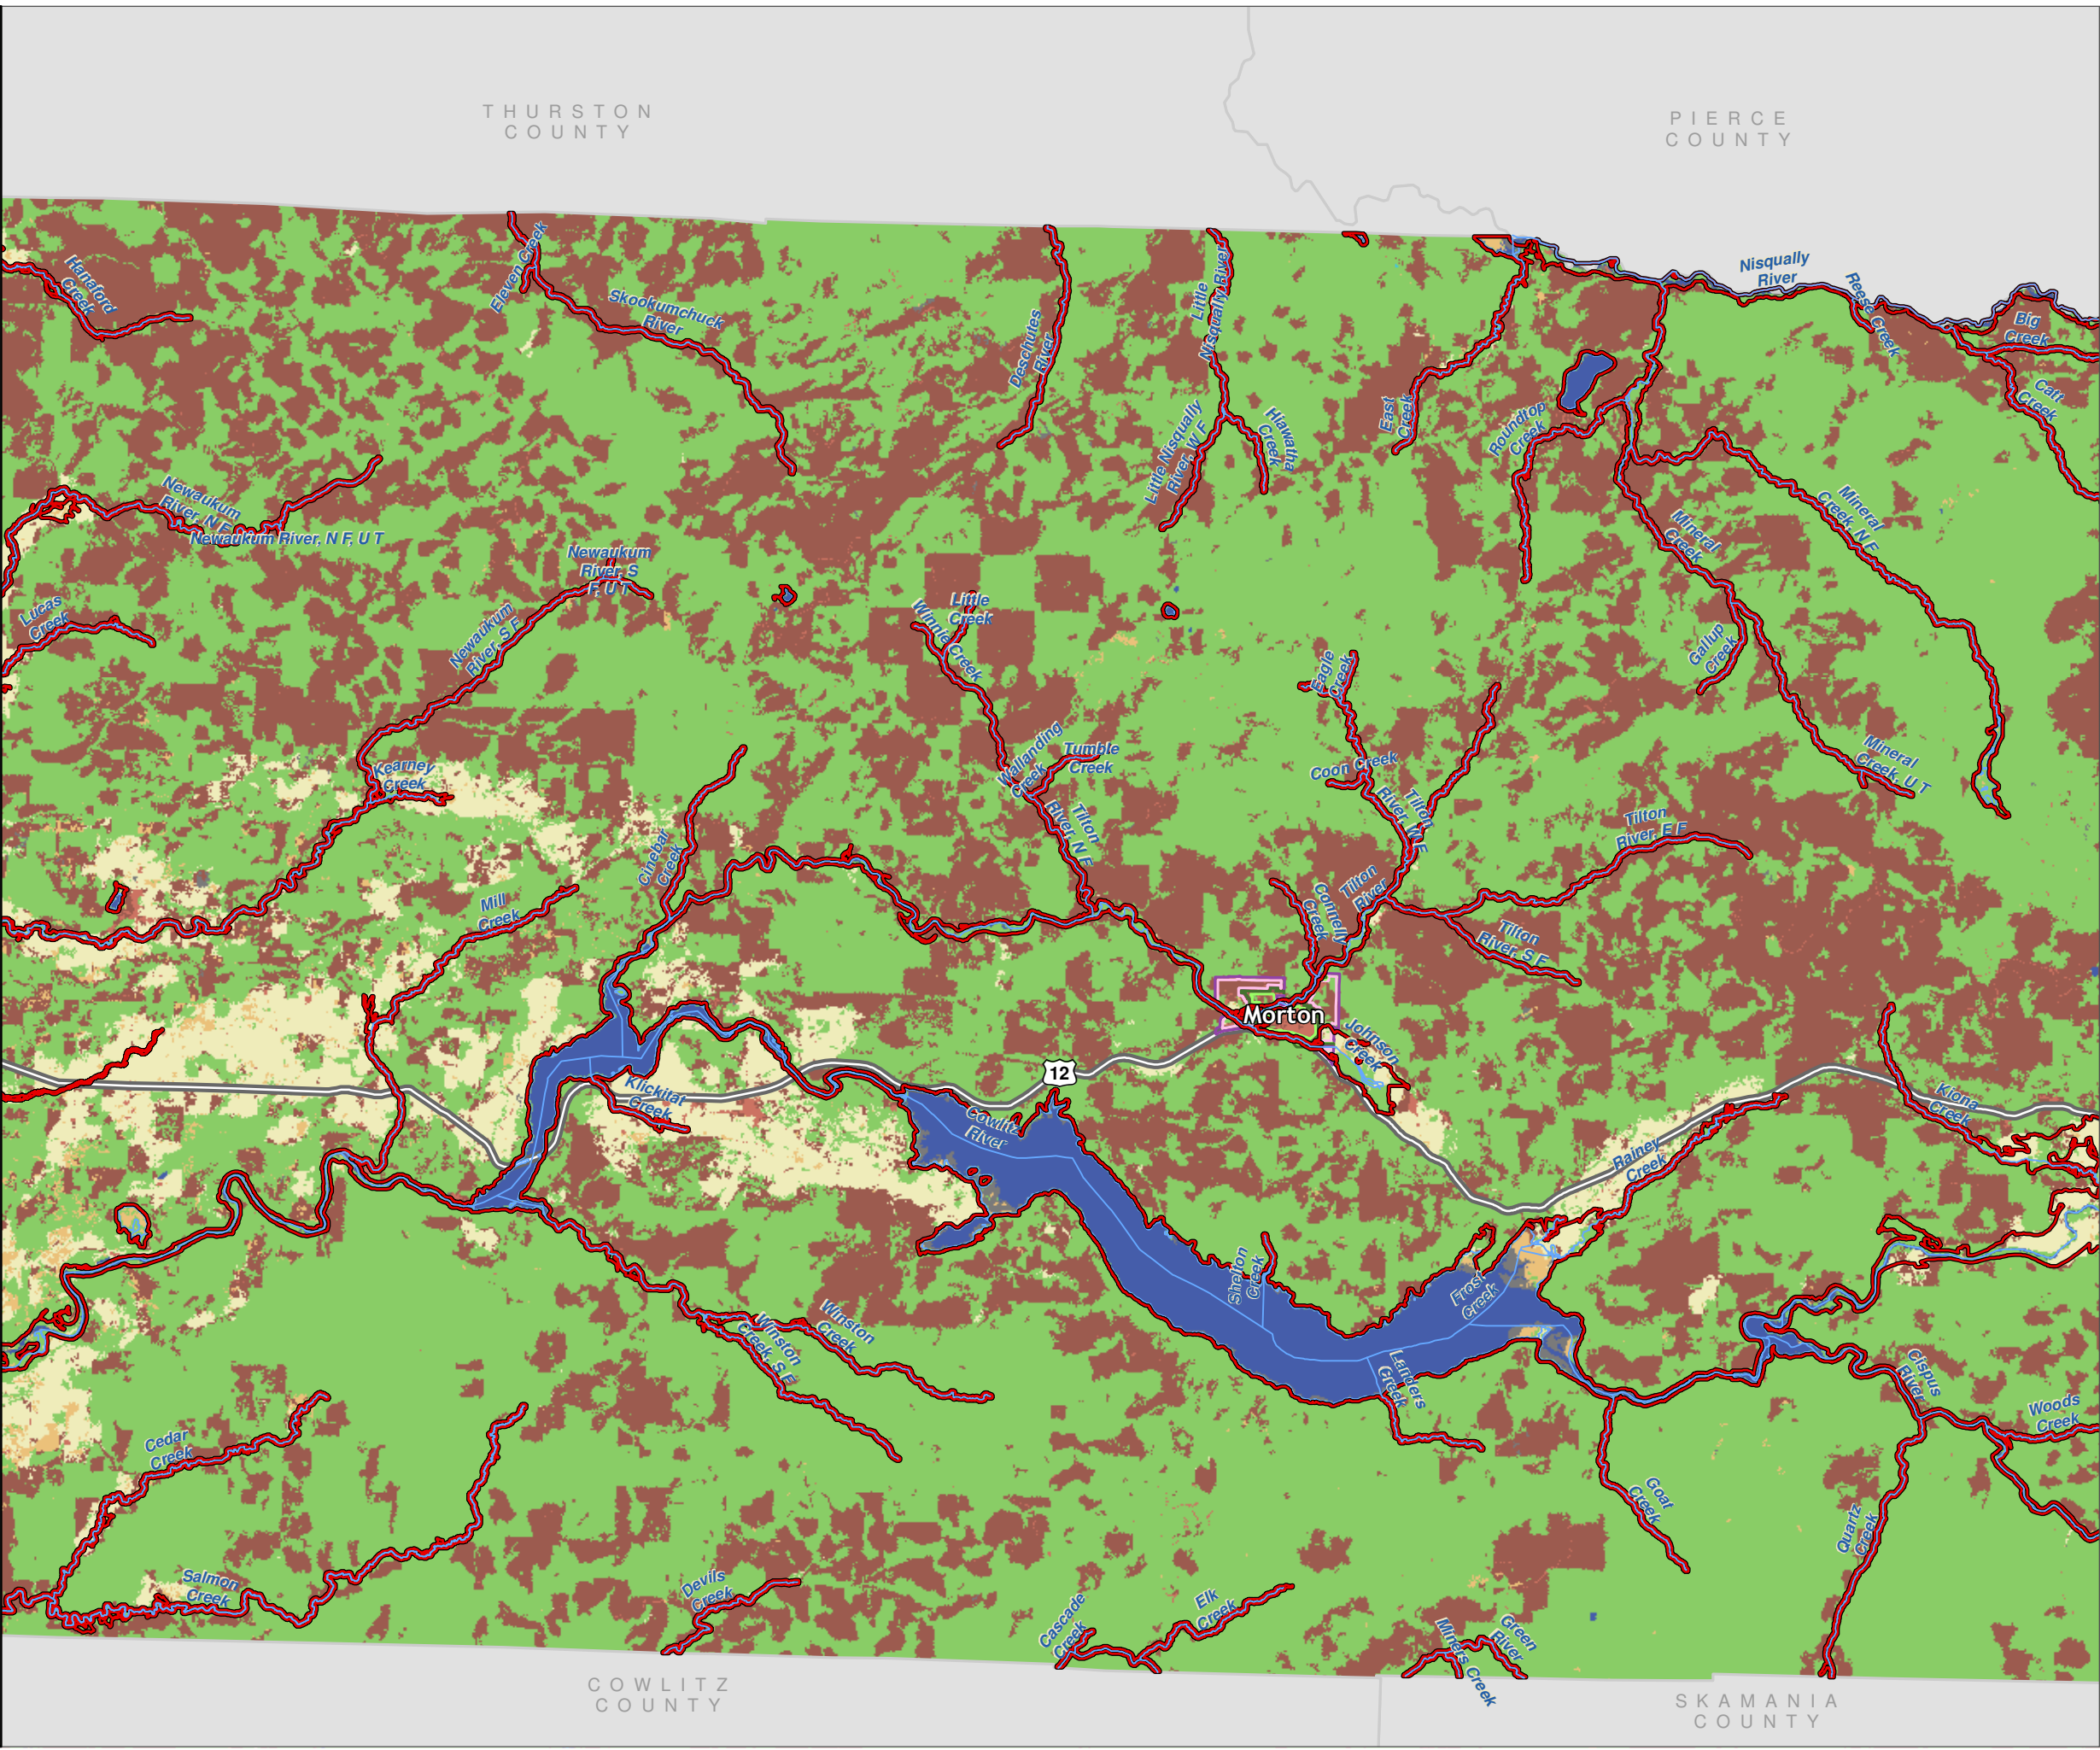 THURSTON
COUNTY
PIERCE
COUNTY
Hanaford
Creek
Eleven Creek
Skookumchuck
River
Deschutes
River
Little
Nisqually River
Nisqually
River
Reese Creek
Big
Creek
Catt
Creek
East
Creek
Roundtop
Creek
Little Nisqually
River, W F
Hiawatha
Creek
Newaukum
River, N F
Newaukum River, N F, U T
Newaukum
River, S
F, U T
Mineral
Creek
Mineral
Creek, N F
Lucas
Creek
Newaukum
River, S F
Little
Creek
Winnie Creek
Gallup
Creek
Eagle
Creek
Kearney
Creek
Wallanding
Creek
Tumble
Creek
Coon Creek
Mineral
Creek, U T
Tilton
River, N F
Tilton
River, W F
Tilton
River, E F
Cinebar
Creek
Mill
Creek
Connelly
Creek
Tilton
River
Tilton
River, S F
Morton
Johnson
Creek
12
Klickitat
Creek
Cowlitz
River
Kiona
Creek
Rainey
Creek
Shelton
Creek
Frost
Creek
Winston
Creek
Winston
Creek, S F
Landers
Creek
Cispus
River
Woods
Creek
Cedar
Creek
Goat
Creek
Quartz
Creek
Salmon
Creek
Devils
Creek
Cascade
Creek
Elk
Creek
Miners Creek
Green
River
COWLITZ
COUNTY
SKAMANIA
COUNTY